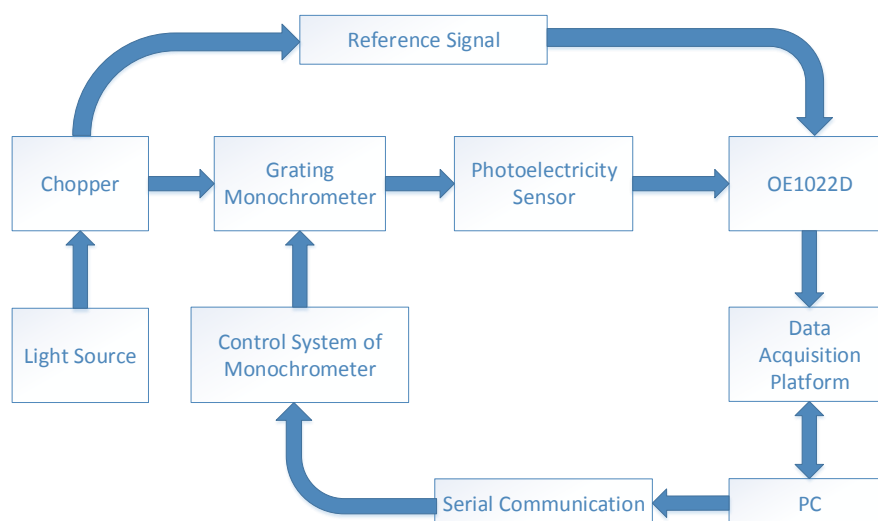 Reference Signal
Chopper
Grating
Monochrometer
Photoelectricity
Sensor
OE1022D
Light Source
Control System of
Monochrometer
Data
Acquisition
Platform
Serial Communication
PC